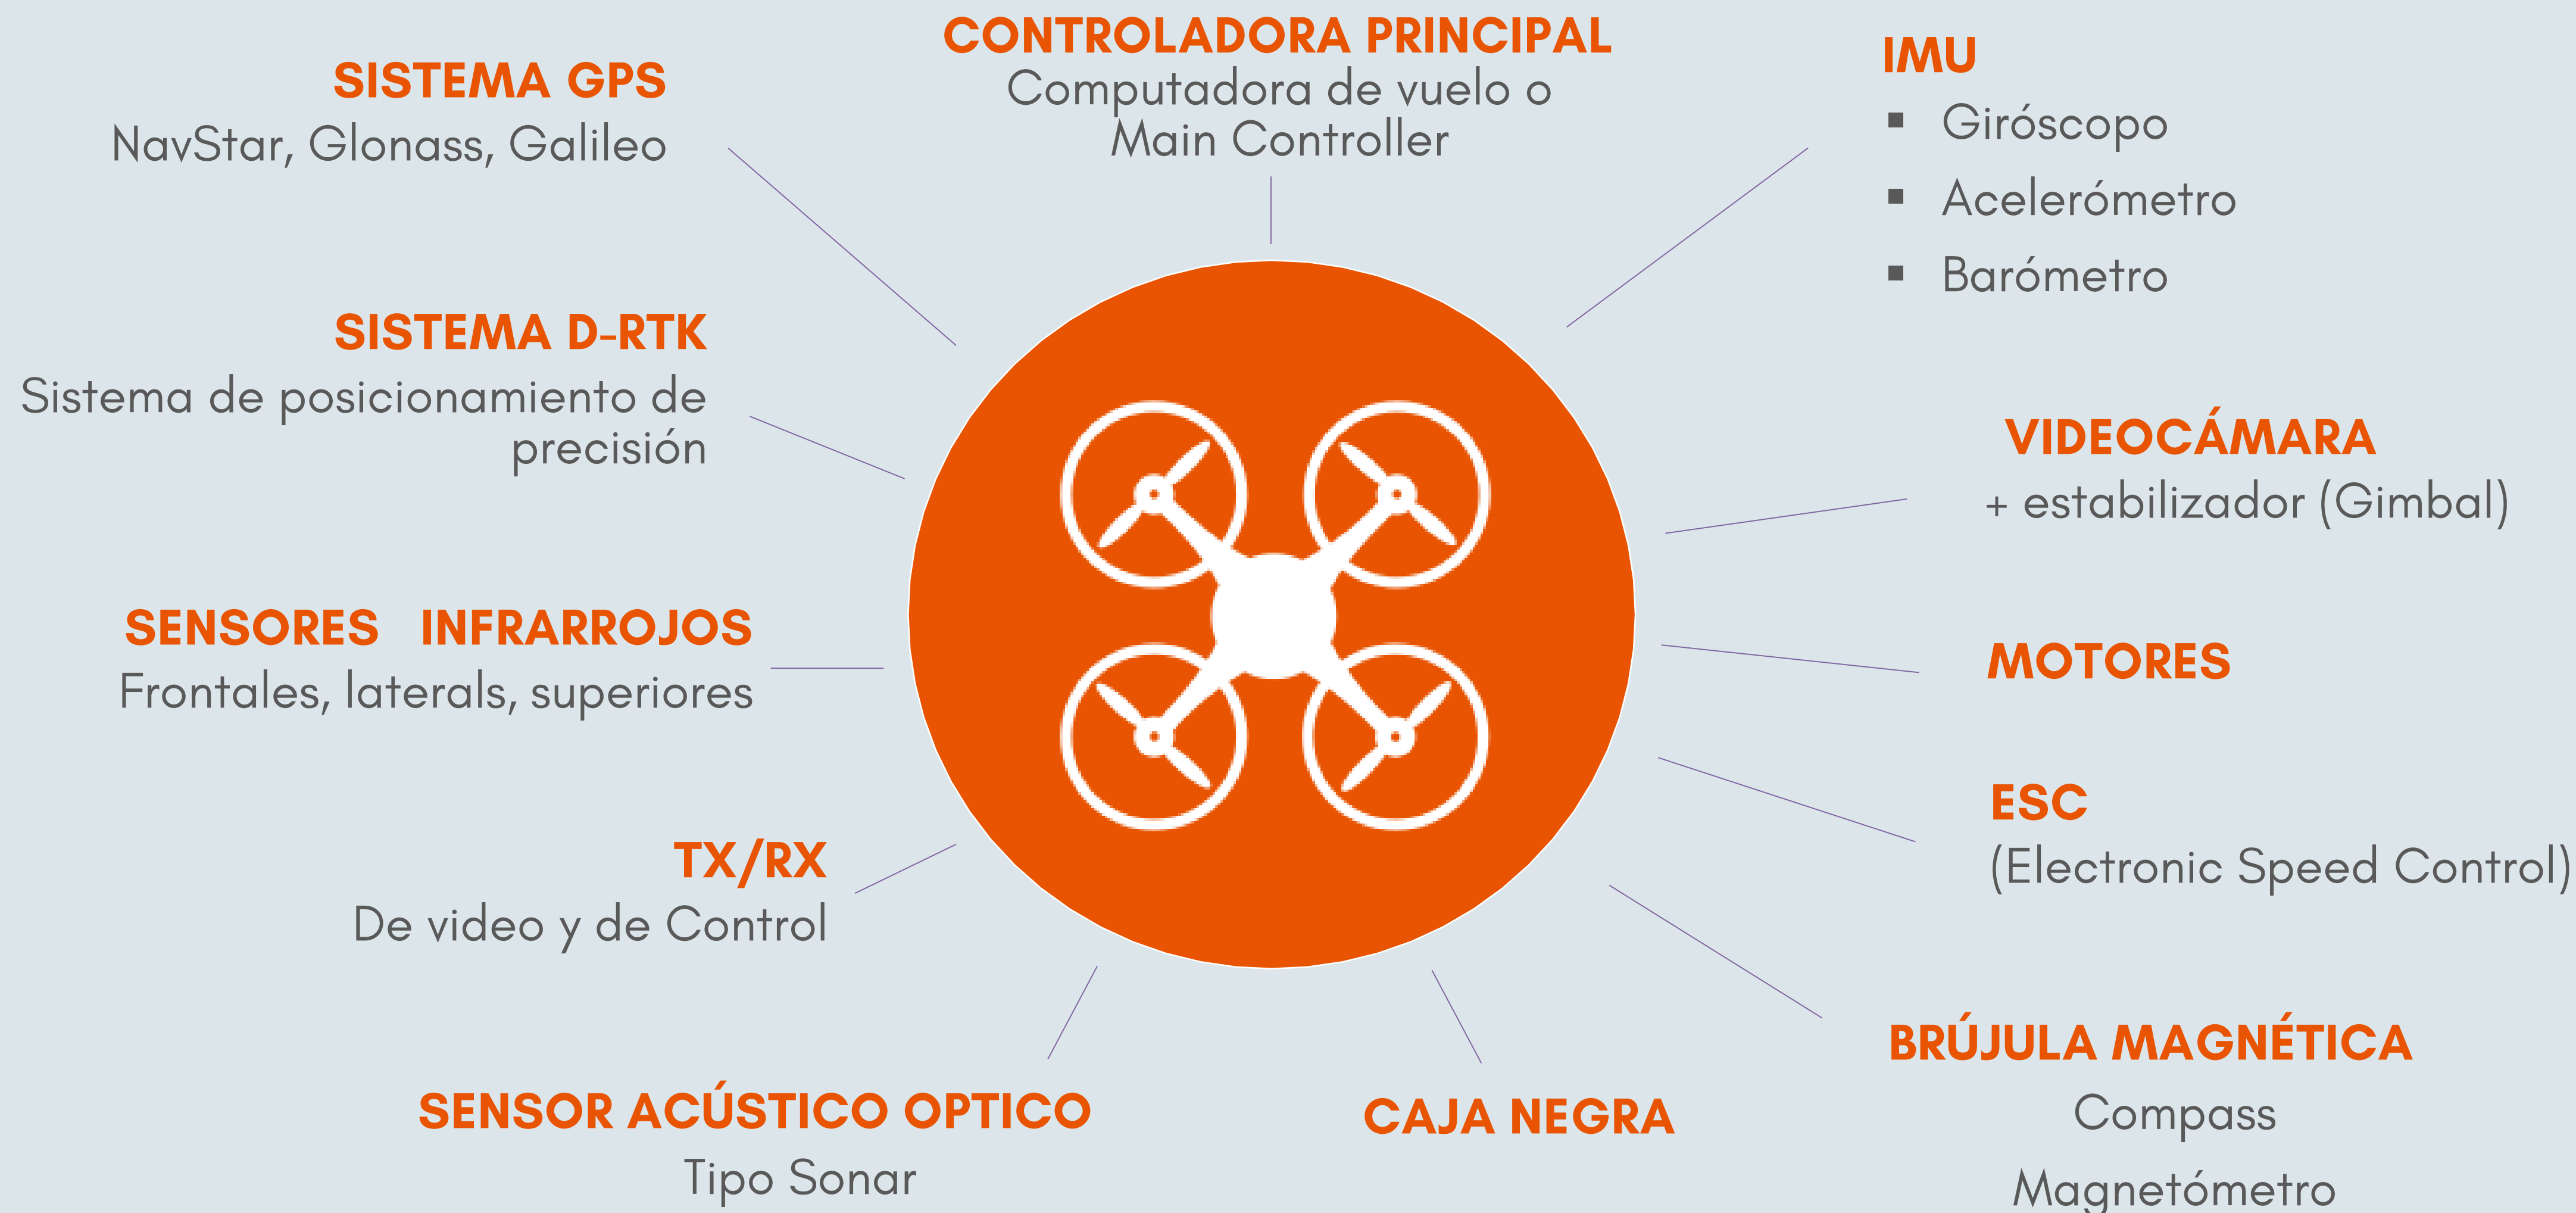 CONTROLADORA PRINCIPAL
Computadora de vuelo o
Main Controller
SISTEMA GPS
NavStar, Glonass, Galileo
SISTEMA D-RTK
Sistema de posicionamiento de
precisión
SENSORES INFRARROJOS
Frontales, laterals, superiores
TX/RX
De video y de Control
SENSOR ACÚSTICO OPTICO
Tipo Sonar
CAJA NEGRA
IMU
▪ Giróscopo
▪ Acelerómetro
▪ Barómetro
VIDEOCÁMARA
+ estabilizador (Gimbal)
MOTORES
ESC
(Electronic Speed Control)
BRÚJULA MAGNÉTICA
Compass
Magnetómetro